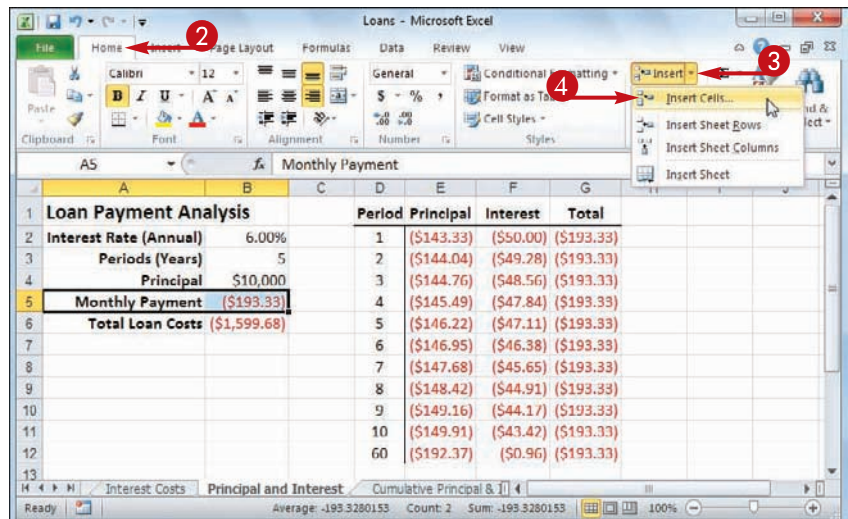 Loans - Microsoft Excel
File Home Insert Page Layout Formulas Data Review View
2
Paste
Clipboard
Calibri 12
B I U A A
Font
Alignment
General
$ % ,
.0 .00 .00 .0
Number
Conditional Formatting
Format as
Cell Styles
Styles
Insert
3
4
Insert Cells...
Insert Sheet Rows
Insert Sheet Columns
Insert Sheet
A5 fx Monthly Payment
A B C D E F G
1 Loan Payment Analysis Period Principal Interest Total
2 Interest Rate (Annual) 6.00% 1 ($143.33) ($50.00) ($193.33)
3 Periods (Years) 5 2 ($144.04) ($49.28) ($193.33)
4 Principal $10,000 3 ($144.76) ($48.56) ($193.33)
5 Monthly Payment ($193.33) 4 ($145.49) ($47.84) ($193.33)
6 Total Loan Costs ($1,599.68) 5 ($146.22) ($47.11) ($193.33)
7 6 ($146.95) ($46.38) ($193.33)
8 7 ($147.68) ($45.65) ($193.33)
9 8 ($148.42) ($44.91) ($193.33)
10 9 ($149.16) ($44.17) ($193.33)
11 10 ($149.91) ($43.42) ($193.33)
12 60 ($192.37) ($0.96) ($193.33)
13
Interest Costs Principal and Interest Cumulative Principal &
Ready Average: -193.3280153 Count: 2 Sum: -193.3280153 100%